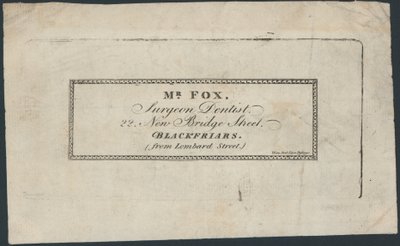 Mr. FOX,
Surgeon Dentist,
22, New Bridge Street,
BLACKFRIARS.
(from Lombard Street.)